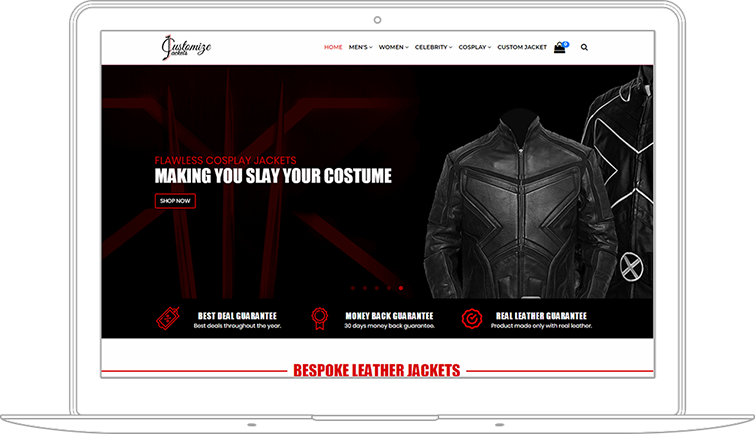 Customize
Jackets
HOME MEN'S WOMEN CELEBRITY COSPLAY CUSTOM JACKET 0
FLAWLESS COSPLAY JACKETS
MAKING YOU SLAY YOUR COSTUME
SHOP NOW
BEST DEAL GUARANTEE
Best deals throughout the year.
MONEY BACK GUARANTEE
30 days money back guarantee.
REAL LEATHER GUARANTEE
Product made only with real leather.
BESPOKE LEATHER JACKETS